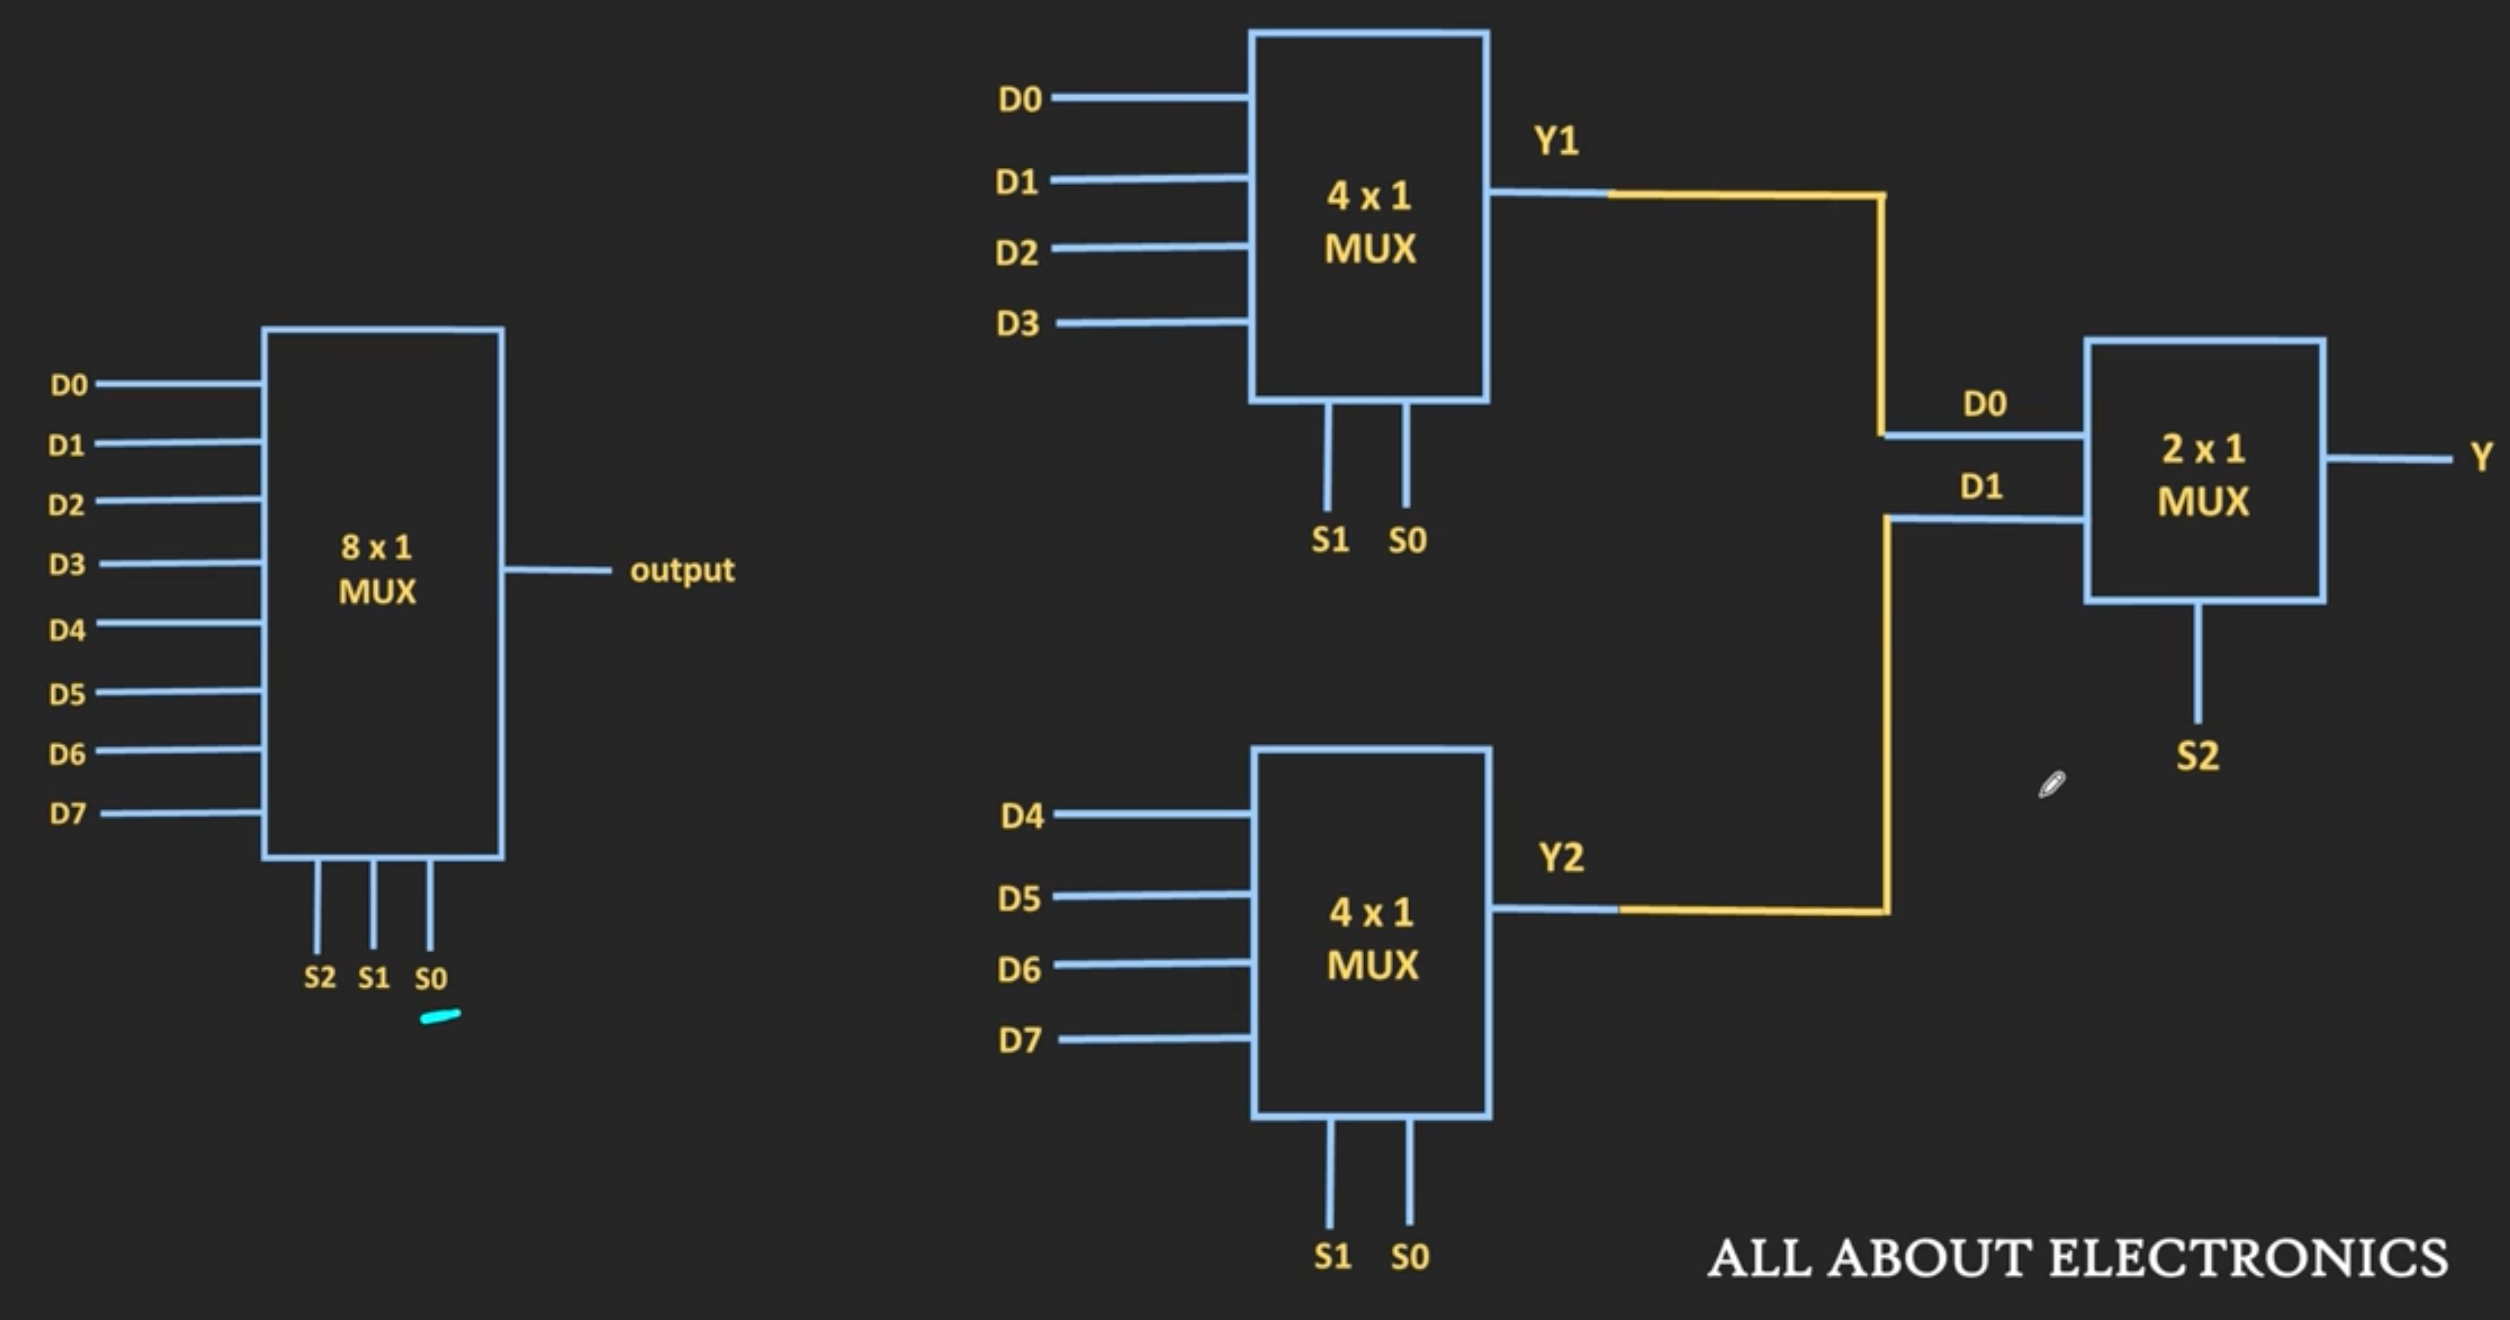 D0
D1
D2
D3
D4
D5
D6
D7
8 x 1
MUX
output
S2 S1 S0
D0
D1
D2
D3
4 x 1
MUX
Y1
S1 S0
D4
D5
D6
D7
4 x 1
MUX
Y2
S1 S0
D0
D1
2 x 1
MUX
Y
S2
ALL ABOUT ELECTRONICS